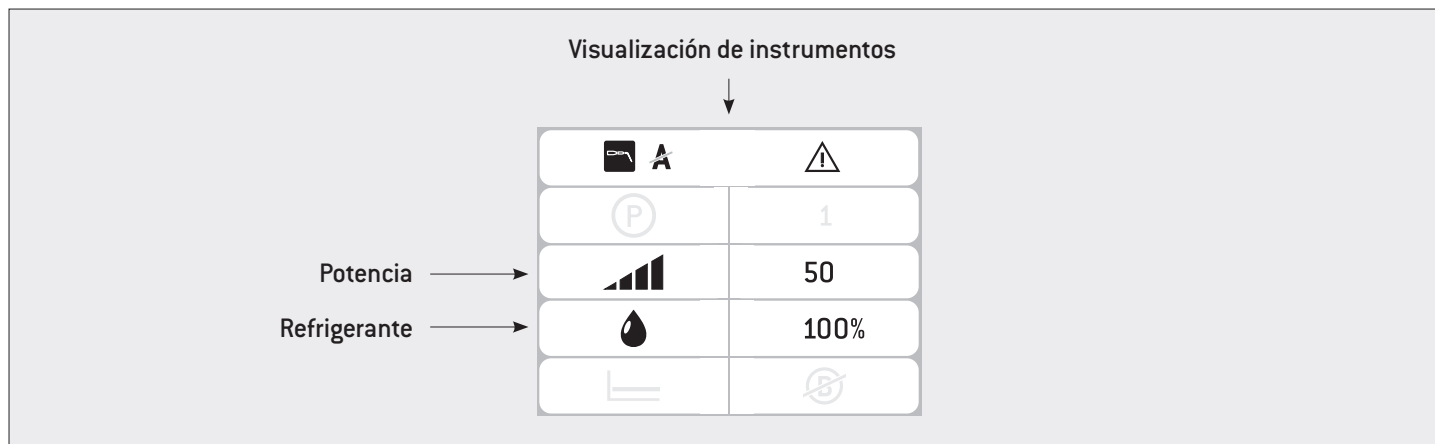 Visualización de instrumentos
A
P 1
Potencia 50
Refrigerante 100%
B